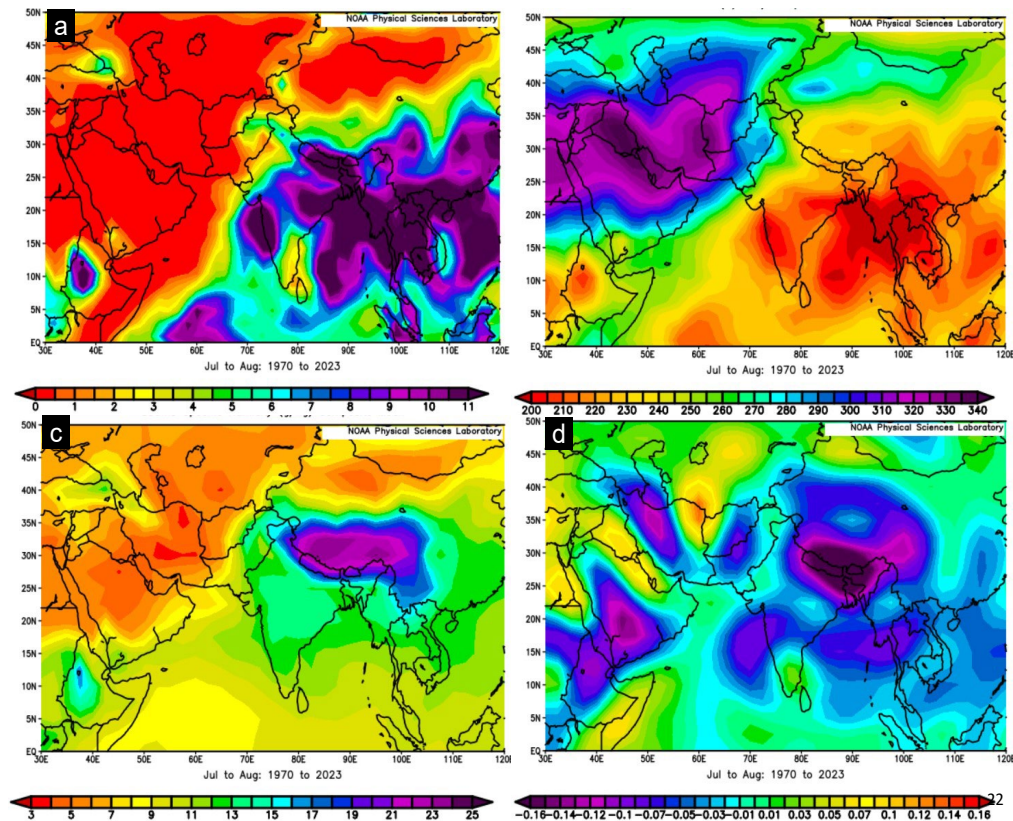 a
NOAA Physical Sciences Laboratory
50N
45N
40N
35N
30N
25N
20N
15N
10N
5N
EQ
30E 40E 50E 60E 70E 80E 90E 100E 110E 120E
Jul to Aug: 1970 to 2023
0 1 2 3 4 5 6 7 8 9 10 11
NOAA Physical Sciences Laboratory
50N
45N
40N
35N
30N
25N
20N
15N
10N
5N
EQ
30E 40E 50E 60E 70E 80E 90E 100E 110E 120E
Jul to Aug: 1970 to 2023
200 210 220 230 240 250 260 270 280 290 300 310 320 330 340
c
NOAA Physical Sciences Laboratory
50N
45N
40N
35N
30N
25N
20N
15N
10N
5N
EQ
30E 40E 50E 60E 70E 80E 90E 100E 110E 120E
Jul to Aug: 1970 to 2023
3 5 7 9 11 13 15 17 19 21 23 25
d
NOAA Physical Sciences Laboratory
50N
45N
40N
35N
30N
25N
20N
15N
10N
5N
EQ
30E 40E 50E 60E 70E 80E 90E 100E 110E 120E
Jul to Aug: 1970 to 2023
-0.16 -0.14 -0.12 -0.1 -0.07 -0.05 -0.03 -0.01 0.01 0.03 0.05 0.07 0.1 0.12 0.14 0.16
22